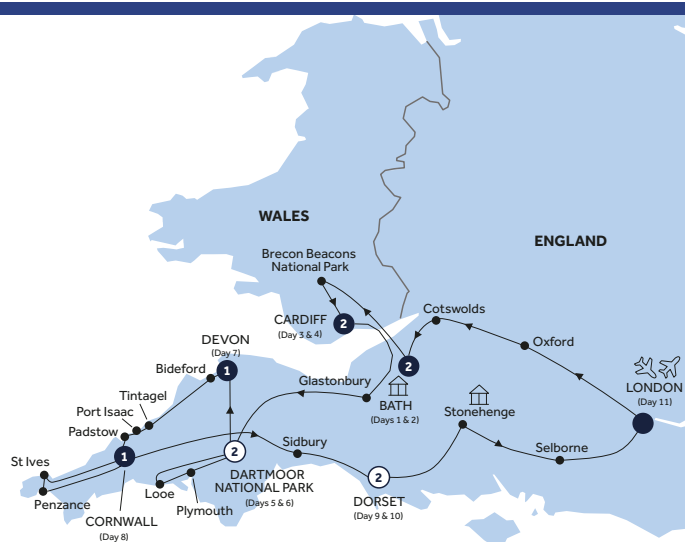 WALES
ENGLAND
Brecon Beacons
National Park
CARDIFF
(Day 3 & 4)
2
Cotswolds
Oxford
LONDON
(Day 11)
DEVON
(Day 7)
1
Bideford
2
BATH
(Days 1 & 2)
Glastonbury
Stonehenge
Tintagel
Port Isaac
Padstow
Selborne
Sidbury
St Ives
1
2
DARTMOOR
NATIONAL PARK
(Days 5 & 6)
2
DORSET
(Day 9 & 10)
Looe
Plymouth
Penzance
CORNWALL
(Day 8)